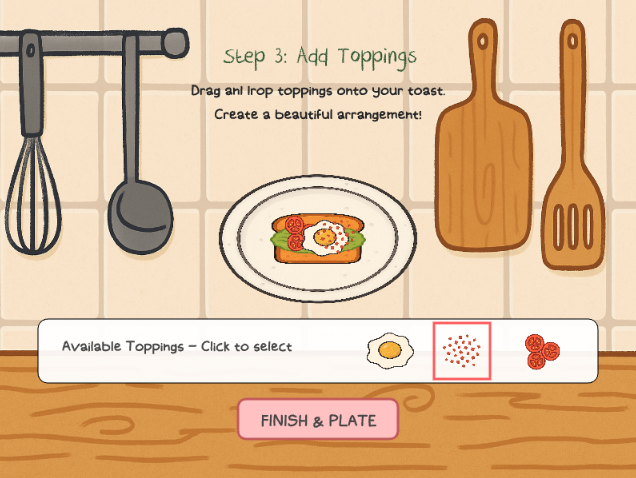 Step 3: Add Toppings
Drag anl lrop toppings onto your toast.
Create a beautiful arrangement!
Available Toppings - Click to select
FINISH & PLATE